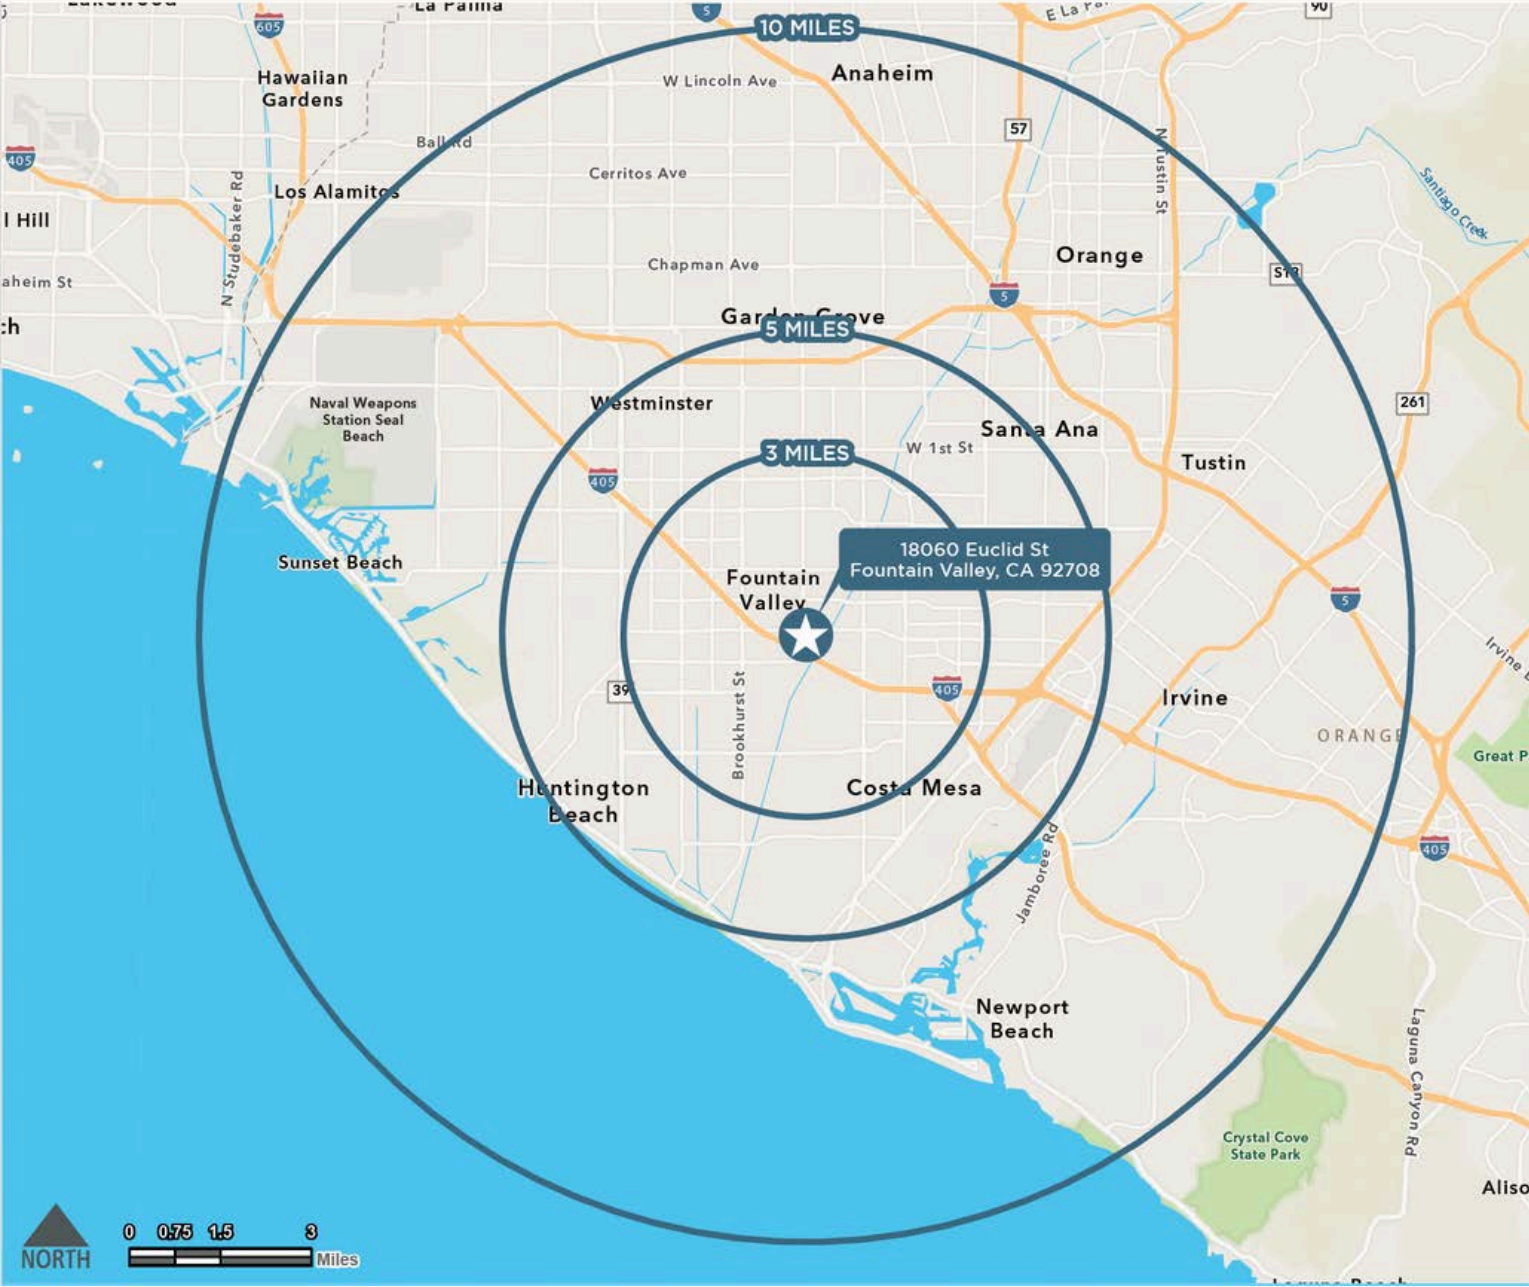 La Palma
5
10 MILES
90
605
Hawaiian
Gardens
W Lincoln Ave
Anaheim
57
Ball Rd
N Tustin St
405
Cerritos Ave
Los Alamitos
N Studebaker Rd
Santiago Creek
l Hill
Orange
Chapman Ave
S18
aheim St
5
Garden Grove
5 MILES
ch
Naval Weapons
Station Seal
Beach
Westminster
261
Santa Ana
W 1st St
3 MILES
Tustin
405
18060 Euclid St
Fountain Valley, CA 92708
Sunset Beach
Fountain
Valley
5
Irvine
39
405
Irvine
Brookhurst St
ORANGE
Great P
Huntington
Beach
Costa Mesa
405
Jamboree Rd
Newport
Beach
Laguna Canyon Rd
Crystal Cove
State Park
Aliso
0 0.75 1.5 3
Miles
NORTH